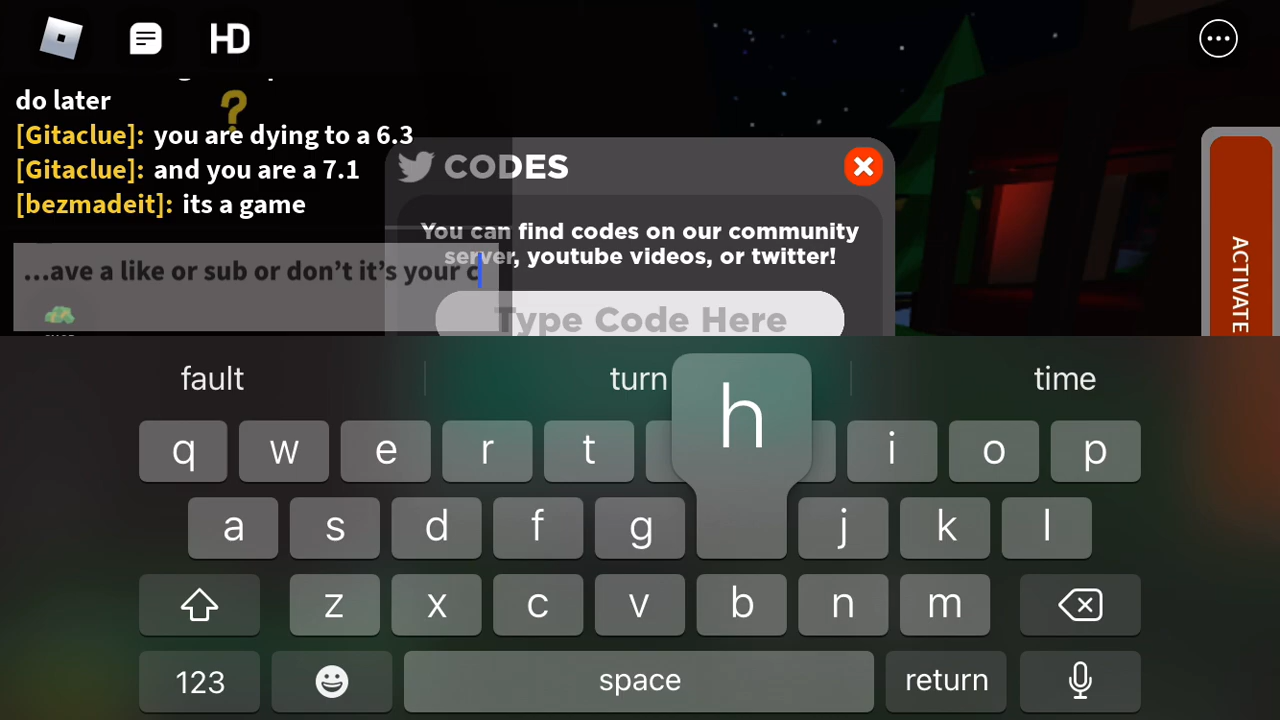 HD
do later
?
[Gitaclue]: you are dying to a 6.3
[Gitaclue]: and you are a 7.1
[bezmadeit]: its a game
...ave a like or sub or don't it's your c
CODES
You can find codes on our community
server, youtube videos, or twitter!
Type Code Here
ACTIVATE
fault turn time
q w e r t i o p
h
a s d f g j k l
z x c v b n m
123 space return